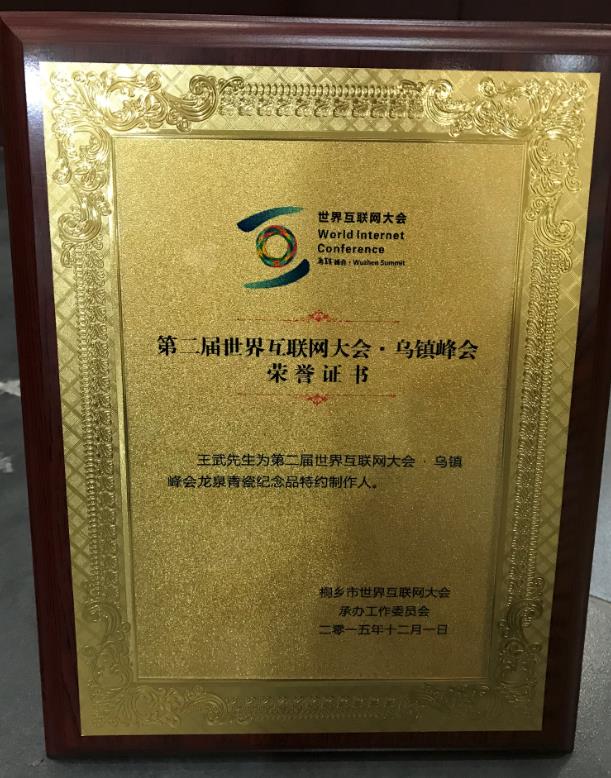 世界互联网大会
World Internet
Conference
乌镇峰会·Wuzhen Summit
第二届世界互联网大会·乌镇峰会
荣誉证书
王武先生为第二届世界互联网大会·乌镇
峰会龙泉青瓷纪念品特约制作人。
桐乡市世界互联网大会
承办工作委员会
二零一五年十二月一日